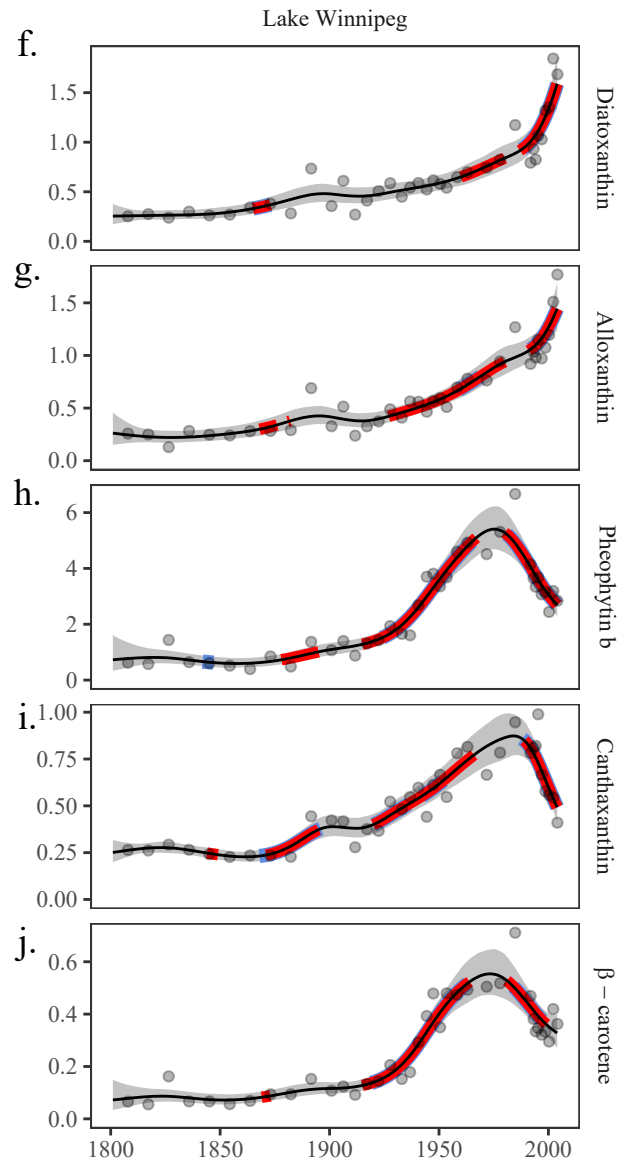 Lake Winnipeg
f.
1.5
1.0
0.5
0.0
Diatoxanthin
g.
1.5
1.0
0.5
0.0
Alloxanthin
h.
6
4
2
0
Pheophytin b
i.
1.00
0.75
0.50
0.25
0.00
Canthaxanthin
j.
0.6
0.4
0.2
0.0
β − carotene
1800 1850 1900 1950 2000